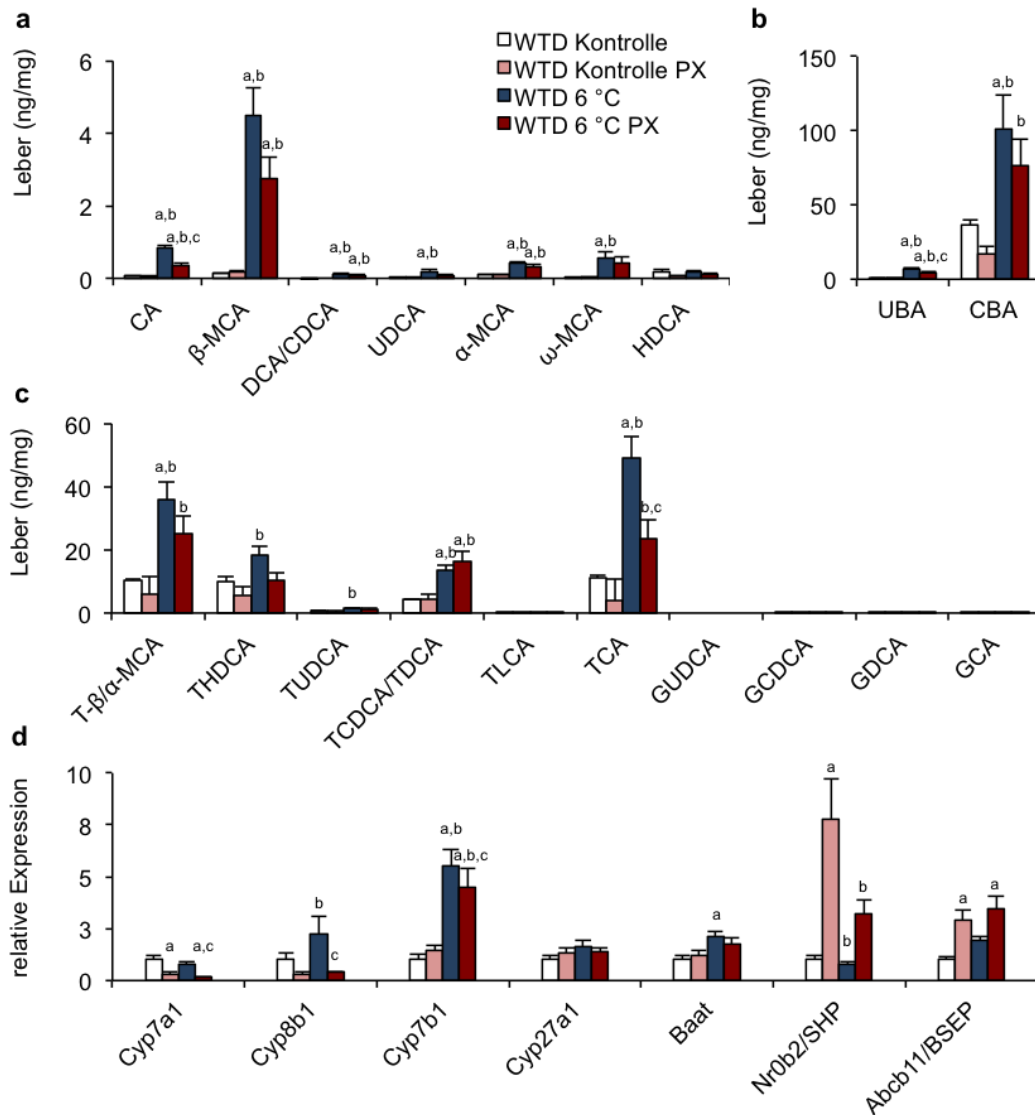 a
Leber (ng/mg)
6
4
2
0
a,b
a,b
a,b
a,b,c
a,b
a,b
a,b
a,b
a,b
a,b
CA
β-MCA
DCA/CDCA
UDCA
α-MCA
ω-MCA
HDCA
WTD Kontrolle
WTD Kontrolle PX
WTD 6 °C
WTD 6 °C PX
b
Leber (ng/mg)
150
100
50
0
a,b
b
a,b
a,b,c
UBA
CBA
c
Leber (ng/mg)
60
40
20
0
a,b
b
b
b
a,b
a,b
a,b
b,c
T-β/α-MCA
THDCA
TUDCA
TCDCA/TDCA
TLCA
TCA
GUDCA
GCDCA
GDCA
GCA
d
relative Expression
10
8
5
3
0
a
a,c
b
c
a,b
a,b,c
a
a
b
b
a
a
Cyp7a1
Cyp8b1
Cyp7b1
Cyp27a1
Baat
Nr0b2/SHP
Abcb11/BSEP